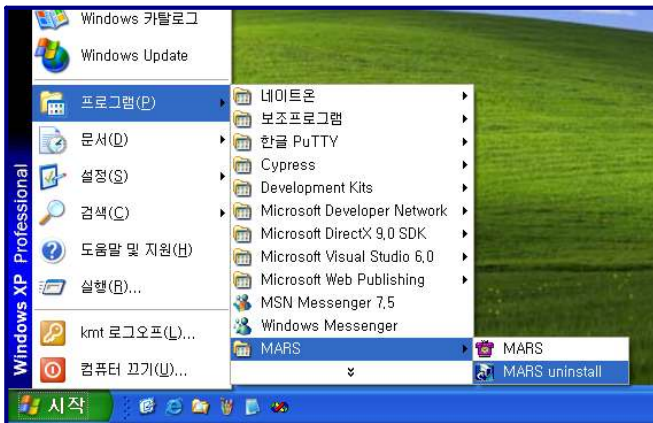 Windows 카탈로그
Windows Update
프로그램(P)
문서(D)
설정(S)
검색(C)
도움말 및 지원(H)
실행(R)...
kmt 로그오프(L)...
컴퓨터 끄기(U)...
Windows XP Professional
시작
네이트온
보조프로그램
한글 PuTTY
Cypress
Development Kits
Microsoft Developer Network
Microsoft DirectX 9.0 SDK
Microsoft Visual Studio 6.0
Microsoft Web Publishing
MSN Messenger 7.5
Windows Messenger
MARS
MARS
MARS uninstall